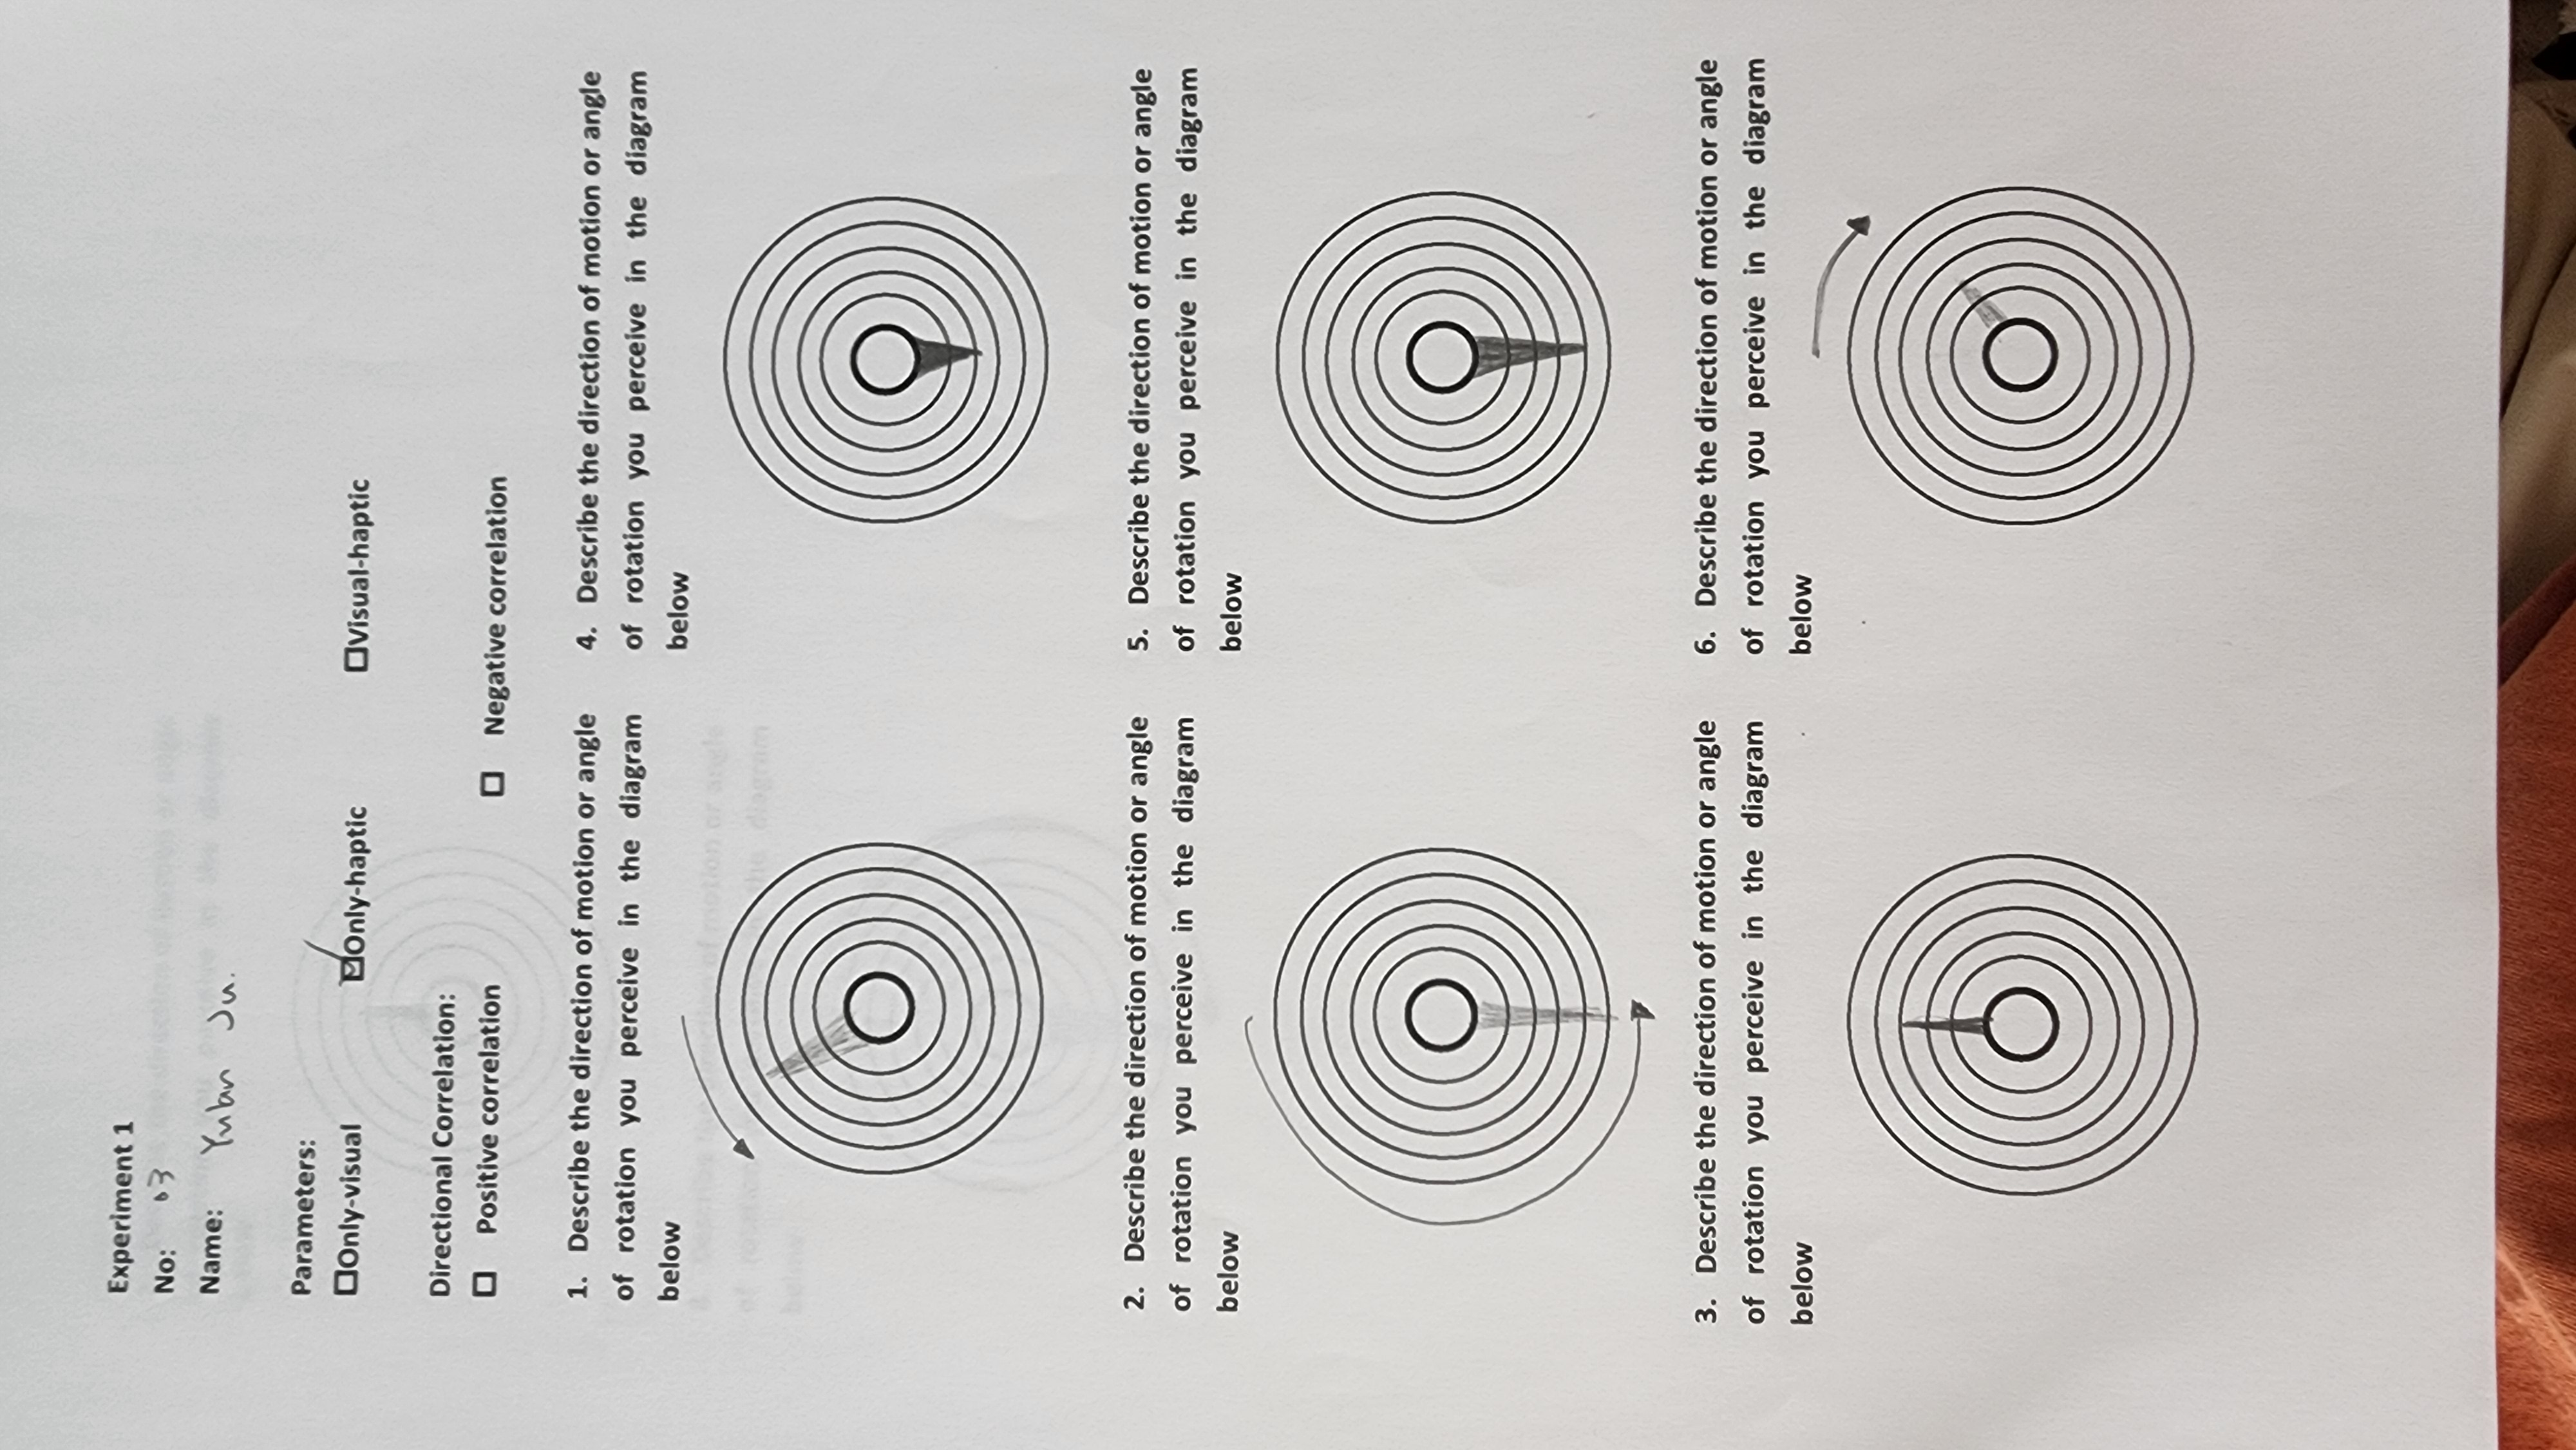 Experiment 1
No: 03
Name: Yulan Ju.
Parameters:
☐Only-visual ☑Only-haptic ☐Visual-haptic
Directional Correlation:
☐ Positive correlation ☐ Negative correlation
1. Describe the direction of motion or angle
of rotation you perceive in the diagram
below
2. Describe the direction of motion or angle
of rotation you perceive in the diagram
below
3. Describe the direction of motion or angle
of rotation you perceive in the diagram
below
4. Describe the direction of motion or angle
of rotation you perceive in the diagram
below
5. Describe the direction of motion or angle
of rotation you perceive in the diagram
below
6. Describe the direction of motion or angle
of rotation you perceive in the diagram
below